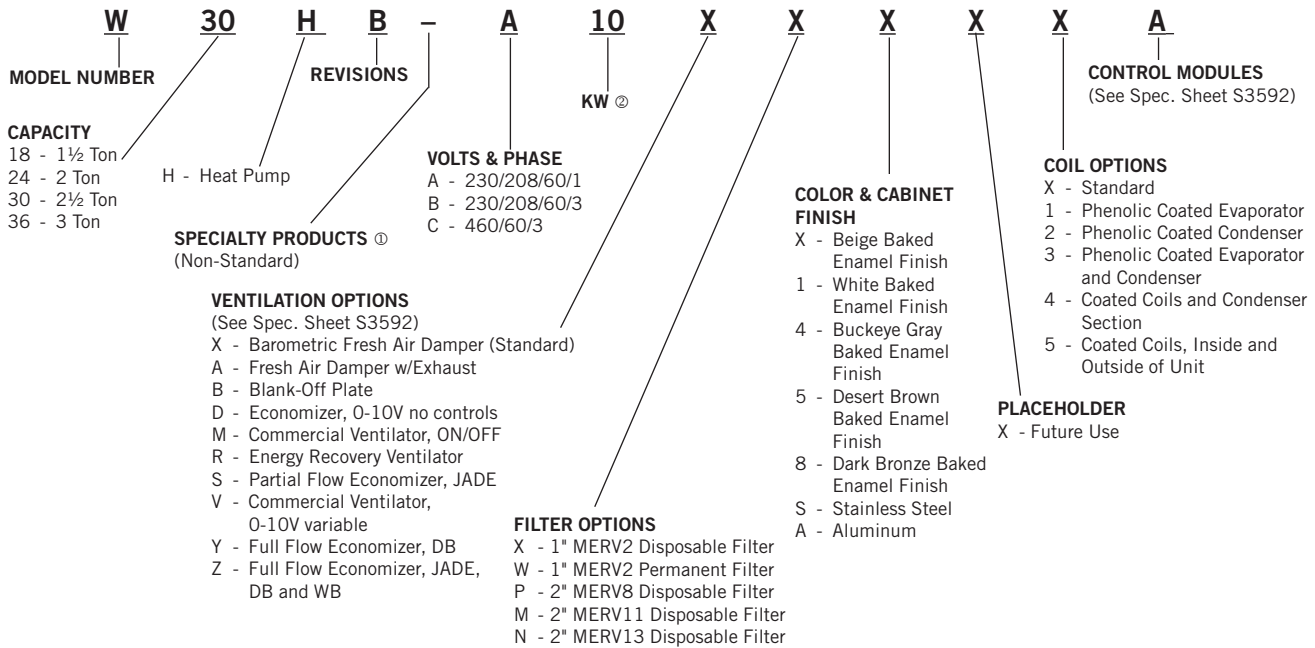 W 30 H B – A 10 X X X X X A
MODEL NUMBER
CAPACITY
18 - 1½ Ton
24 - 2 Ton
30 - 2½ Ton
36 - 3 Ton
H - Heat Pump
REVISIONS
SPECIALTY PRODUCTS ①
(Non-Standard)
VOLTS & PHASE
A - 230/208/60/1
B - 230/208/60/3
C - 460/60/3
KW ②
VENTILATION OPTIONS
(See Spec. Sheet S3592)
X - Barometric Fresh Air Damper (Standard)
A - Fresh Air Damper w/Exhaust
B - Blank-Off Plate
D - Economizer, 0-10V no controls
M - Commercial Ventilator, ON/OFF
R - Energy Recovery Ventilator
S - Partial Flow Economizer, JADE
V - Commercial Ventilator,
0-10V variable
Y - Full Flow Economizer, DB
Z - Full Flow Economizer, JADE,
DB and WB
FILTER OPTIONS
X - 1" MERV2 Disposable Filter
W - 1" MERV2 Permanent Filter
P - 2" MERV8 Disposable Filter
M - 2" MERV11 Disposable Filter
N - 2" MERV13 Disposable Filter
COLOR & CABINET
FINISH
X - Beige Baked
Enamel Finish
1 - White Baked
Enamel Finish
4 - Buckeye Gray
Baked Enamel
Finish
5 - Desert Brown
Baked Enamel
Finish
8 - Dark Bronze Baked
Enamel Finish
S - Stainless Steel
A - Aluminum
PLACEHOLDER
X - Future Use
COIL OPTIONS
X - Standard
1 - Phenolic Coated Evaporator
2 - Phenolic Coated Condenser
3 - Phenolic Coated Evaporator
and Condenser
4 - Coated Coils and Condenser
Section
5 - Coated Coils, Inside and
Outside of Unit
CONTROL MODULES
(See Spec. Sheet S3592)